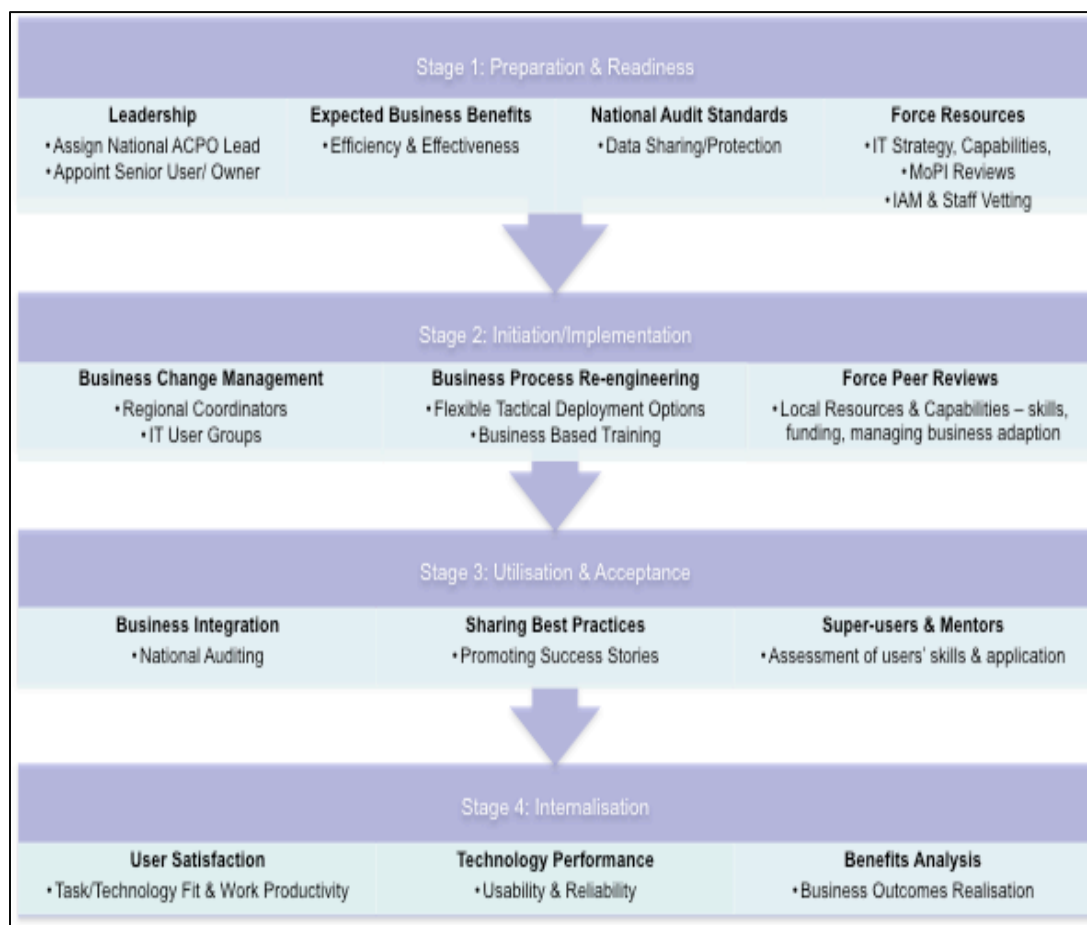 Stage 1: Preparation & Readiness
Leadership
• Assign National ACPO Lead
• Appoint Senior User/ Owner
Expected Business Benefits
• Efficiency & Effectiveness
National Audit Standards
• Data Sharing/Protection
Force Resources
• IT Strategy, Capabilities,
• MoPI Reviews
• IAM & Staff Vetting
Stage 2: Initiation/Implementation
Business Change Management
• Regional Coordinators
• IT User Groups
Business Process Re-engineering
• Flexible Tactical Deployment Options
• Business Based Training
Force Peer Reviews
• Local Resources & Capabilities – skills,
funding, managing business adaption
Stage 3: Utilisation & Acceptance
Business Integration
• National Auditing
Sharing Best Practices
• Promoting Success Stories
Super-users & Mentors
• Assessment of users' skills & application
Stage 4: Internalisation
User Satisfaction
• Task/Technology Fit & Work Productivity
Technology Performance
• Usability & Reliability
Benefits Analysis
• Business Outcomes Realisation